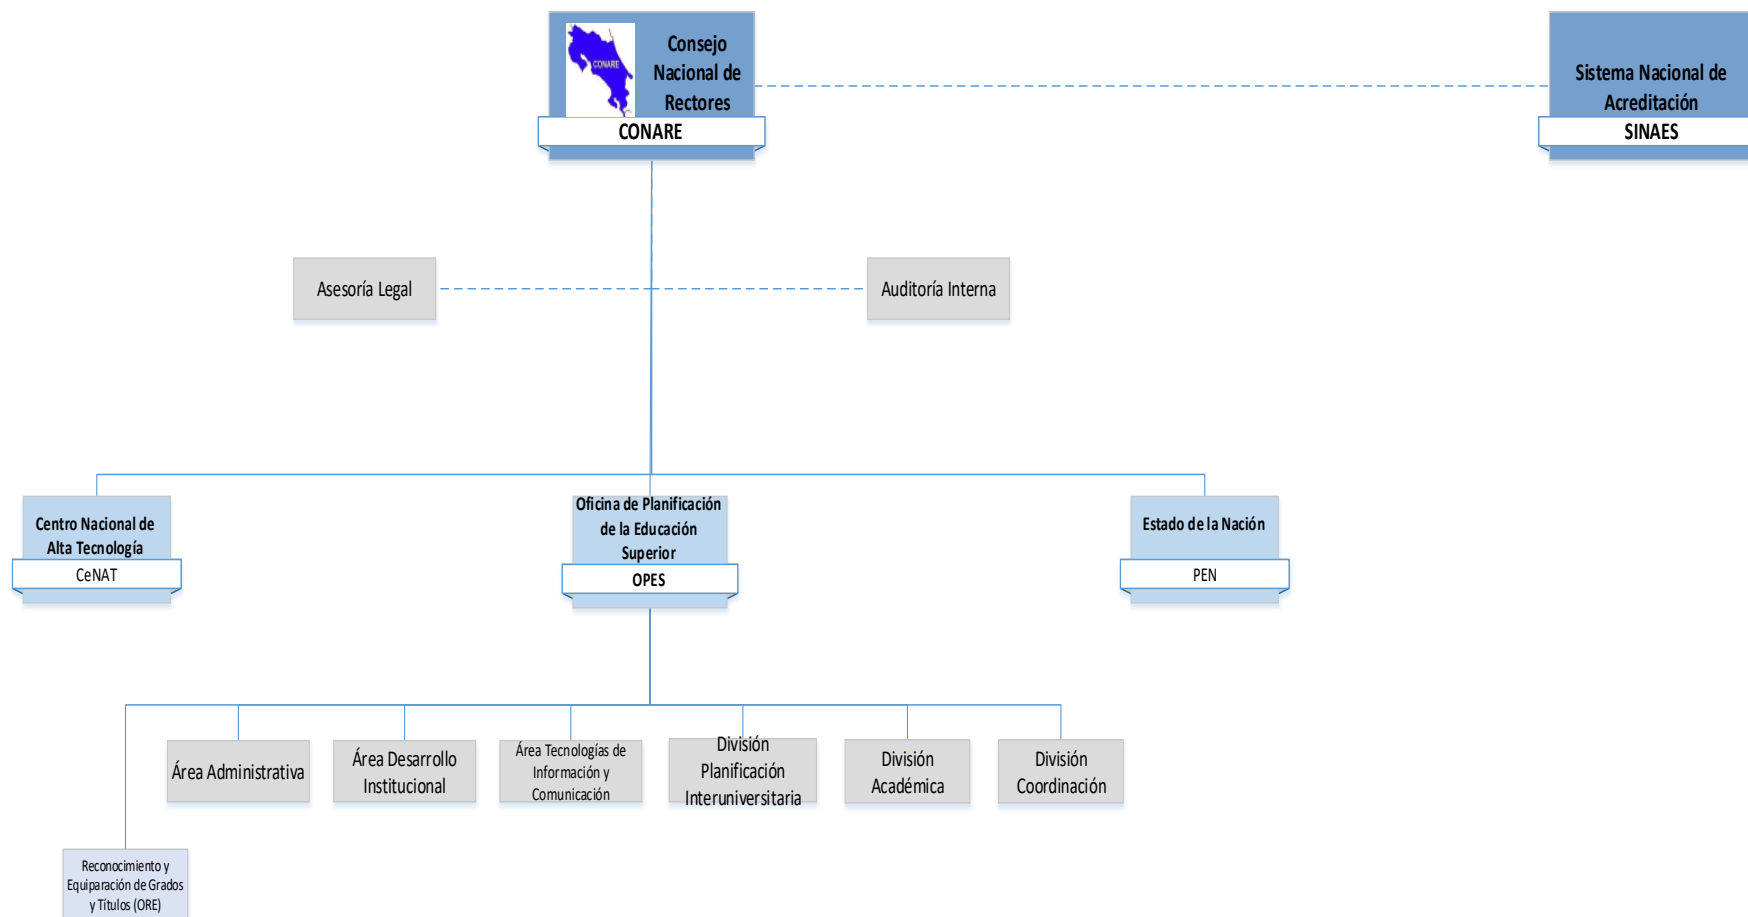 CONARE
Consejo
Nacional de
Rectores
CONARE
Sistema Nacional de
Acreditación
SINAES
Asesoría Legal
Auditoría Interna
Centro Nacional de
Alta Tecnología
CeNAT
Oficina de Planificación
de la Educación
Superior
OPES
Estado de la Nación
PEN
Área Administrativa
Área Desarrollo
Institucional
Área Tecnologías de
Información y
Comunicación
División
Planificación
Interuniversitaria
División
Académica
División
Coordinación
Reconocimiento y
Equiparación de Grados
y Títulos (ORE)